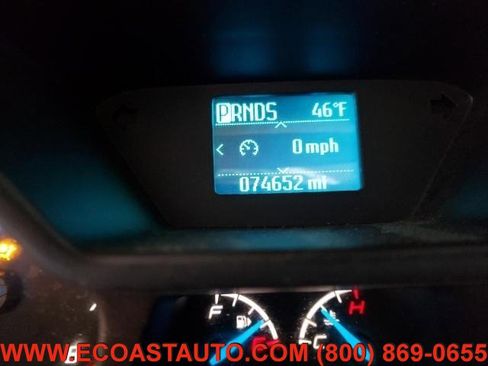 PRNDS 46°F
0 mph
074652 mi
F H
E C
WWW.ECOASTAUTO.COM (800) 869-0655